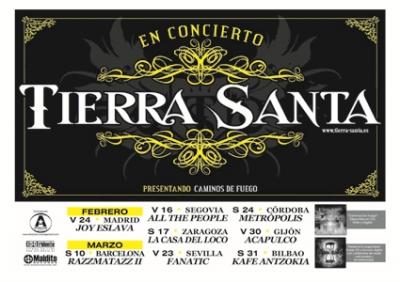 EN CONCIERTO
TIERRA SANTA
www.tierra-santa.es
PRESENTANDO CAMINOS DE FUEGO
FEBRERO
V 24 - MADRID
JOY ESLAVA
MARZO
S 10 - BARCELONA
RAZZMATAZZ II
V 16 - SEGOVIA
ALL THE PEOPLE
S 17 - ZARAGOZA
LA CASA DEL LOCO
V 23 - SEVILLA
FANATIC
S 24 - CÓRDOBA
METRÓPOLIS
V 30 - GIJÓN
ACAPULCO
S 31 - BILBAO
KAFE ANTZOKIA
Maldito